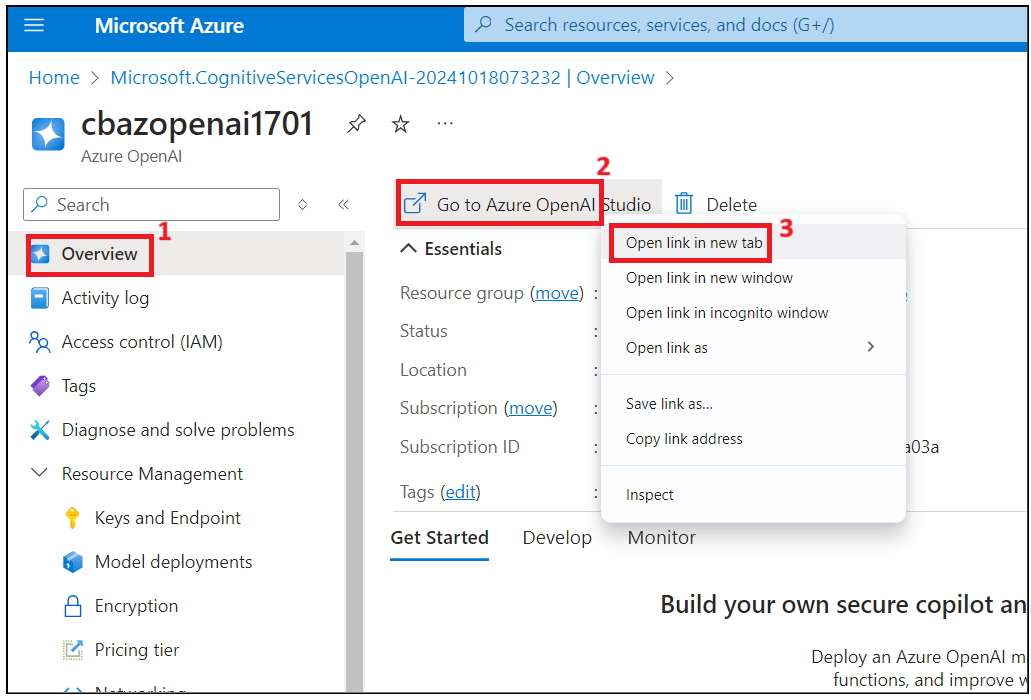 Microsoft Azure
Search resources, services, and docs (G+/)
Home > Microsoft.CognitiveServicesOpenAI-20241018073232 | Overview >
cbazopenai1701
Azure OpenAI
Search
1
Overview
Activity log
Access control (IAM)
Tags
Diagnose and solve problems
Resource Management
Keys and Endpoint
Model deployments
Encryption
Pricing tier
Networking
2
Go to Azure OpenAI Studio
Delete
Essentials
Resource group (move) :
Status :
Location :
Subscription (move) :
Subscription ID : a03a
Tags (edit) :
3
Open link in new tab
Open link in new window
Open link in incognito window
Open link as
Save link as...
Copy link address
Inspect
Get Started Develop Monitor
Build your own secure copilot an
Deploy an Azure OpenAI m
functions, and improve